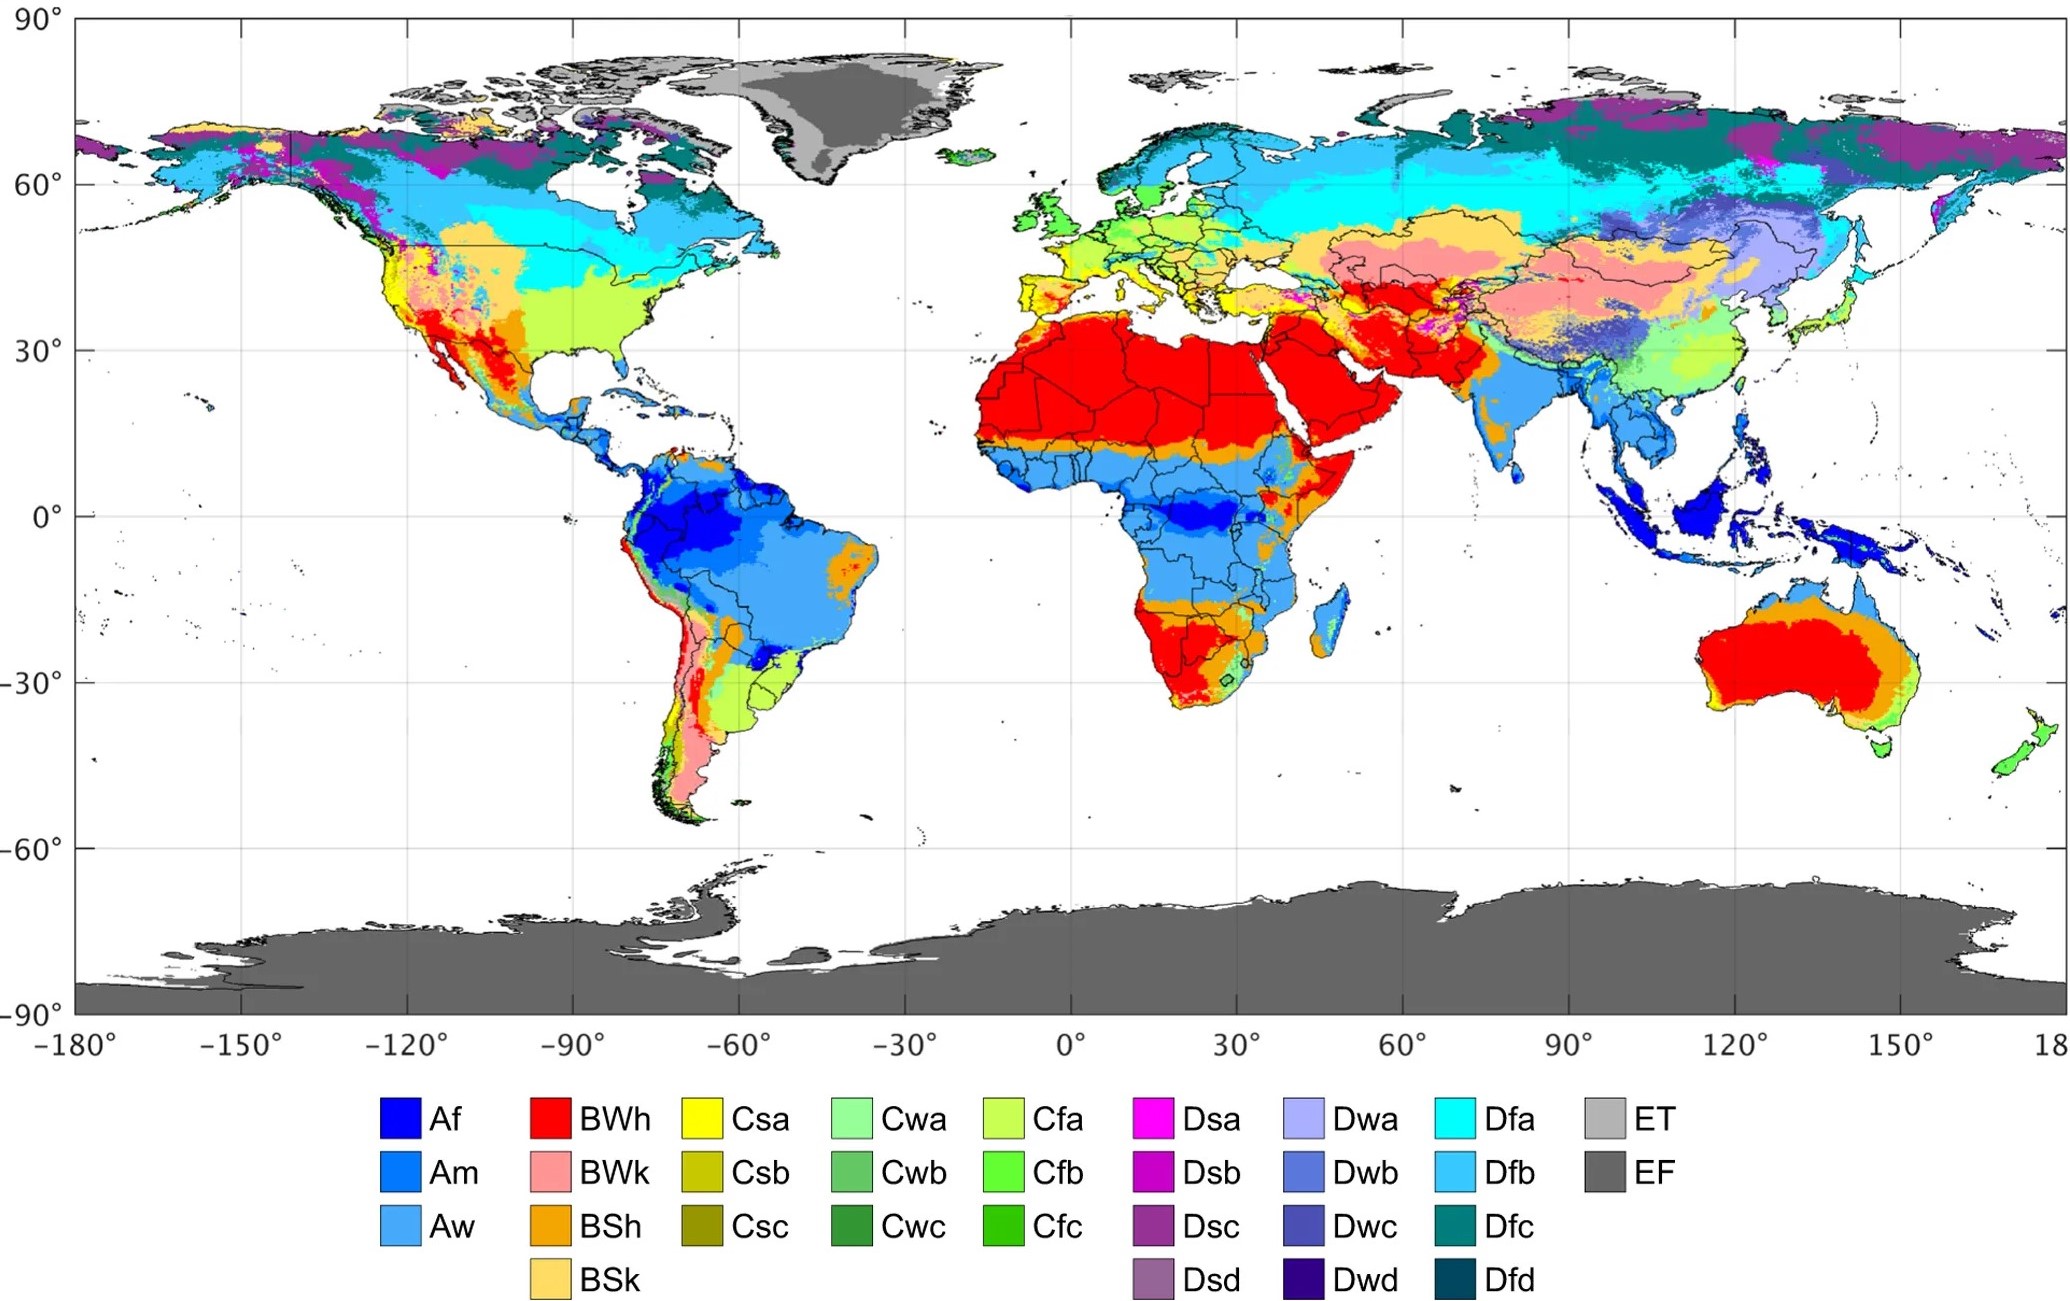 90°
60°
30°
0°
−30°
−60°
−90°
−180° −150° −120° −90° −60° −30° 0° 30° 60° 90° 120° 150° 18
Af BWh Csa Cwa Cfa Dsa Dwa Dfa ET
Am BWk Csb Cwb Cfb Dsb Dwb Dfb EF
Aw BSh Csc Cwc Cfc Dsc Dwc Dfc
BSk Dsd Dwd Dfd